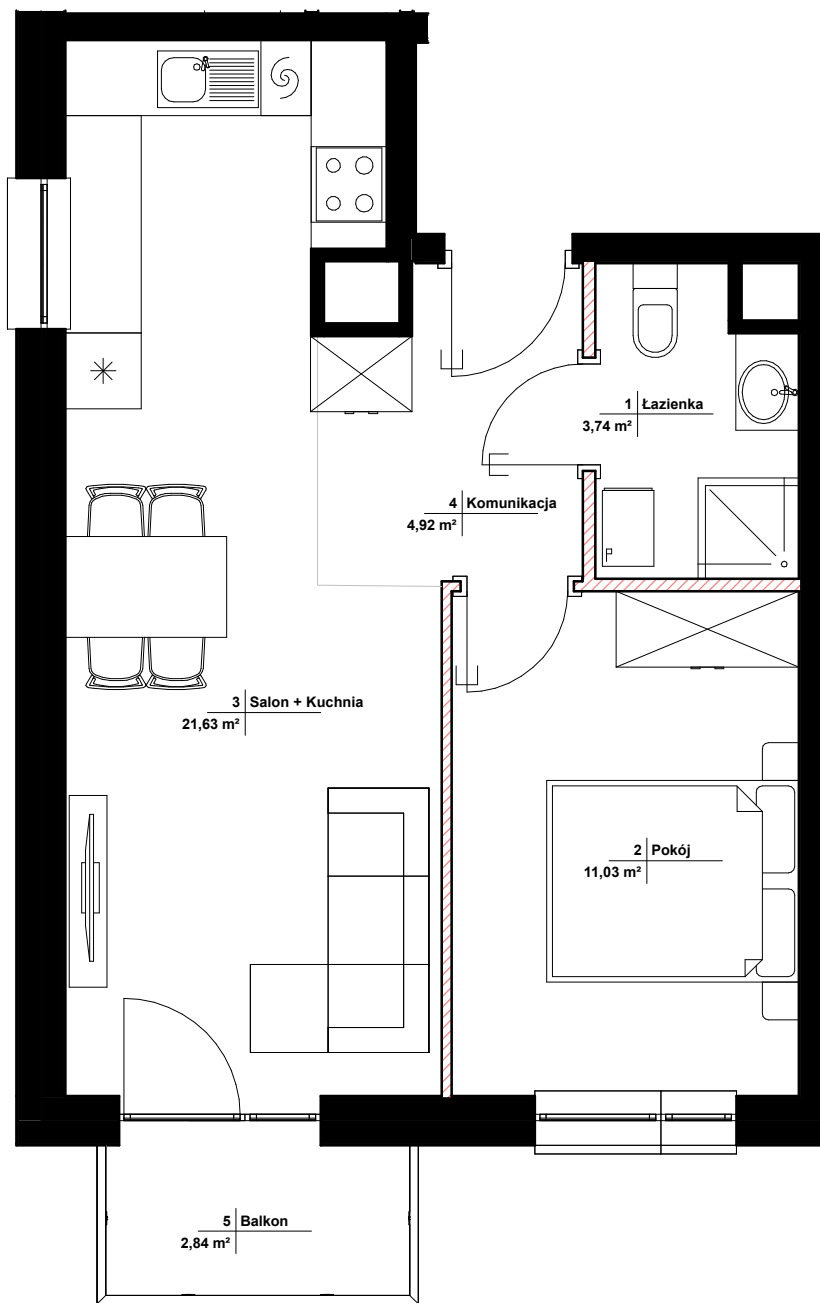 1 Łazienka
3,74 m²
4 Komunikacja
4,92 m²
3 Salon + Kuchnia
21,63 m²
2 Pokój
11,03 m²
5 Balkon
2,84 m²